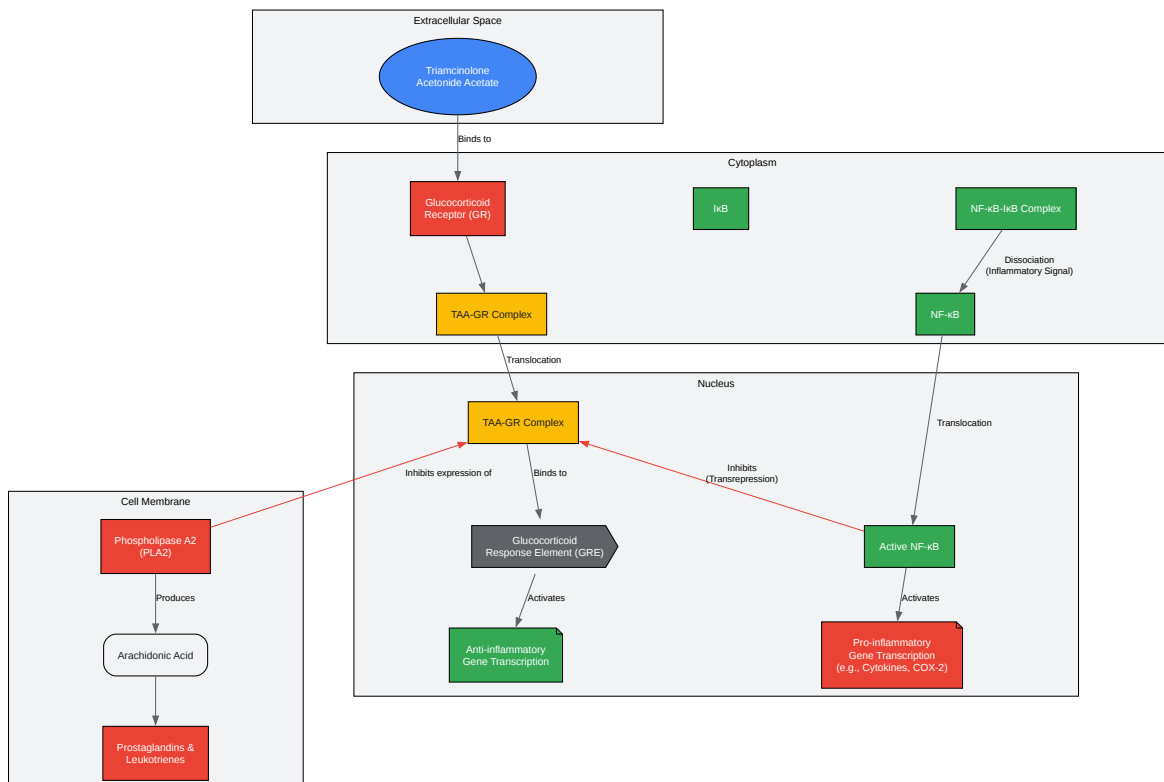 Extracellular Space
Triamcinolone
Acetonide Acetate
Binds to
Cytoplasm
Glucocorticoid
Receptor (GR)
IκB
NF-κB-IκB Complex
Dissociation
(Inflammatory Signal)
TAA-GR Complex
NF-κB
Translocation
Nucleus
TAA-GR Complex
Translocation
Inhibits expression of
Binds to
Inhibits
(Transrepression)
Cell Membrane
Phospholipase A2
(PLA2)
Glucocorticoid
Response Element (GRE)
Active NF-κB
Produces
Activates
Activates
Arachidonic Acid
Anti-inflammatory
Gene Transcription
Pro-inflammatory
Gene Transcription
(e.g., Cytokines, COX-2)
Prostaglandins &
Leukotrienes